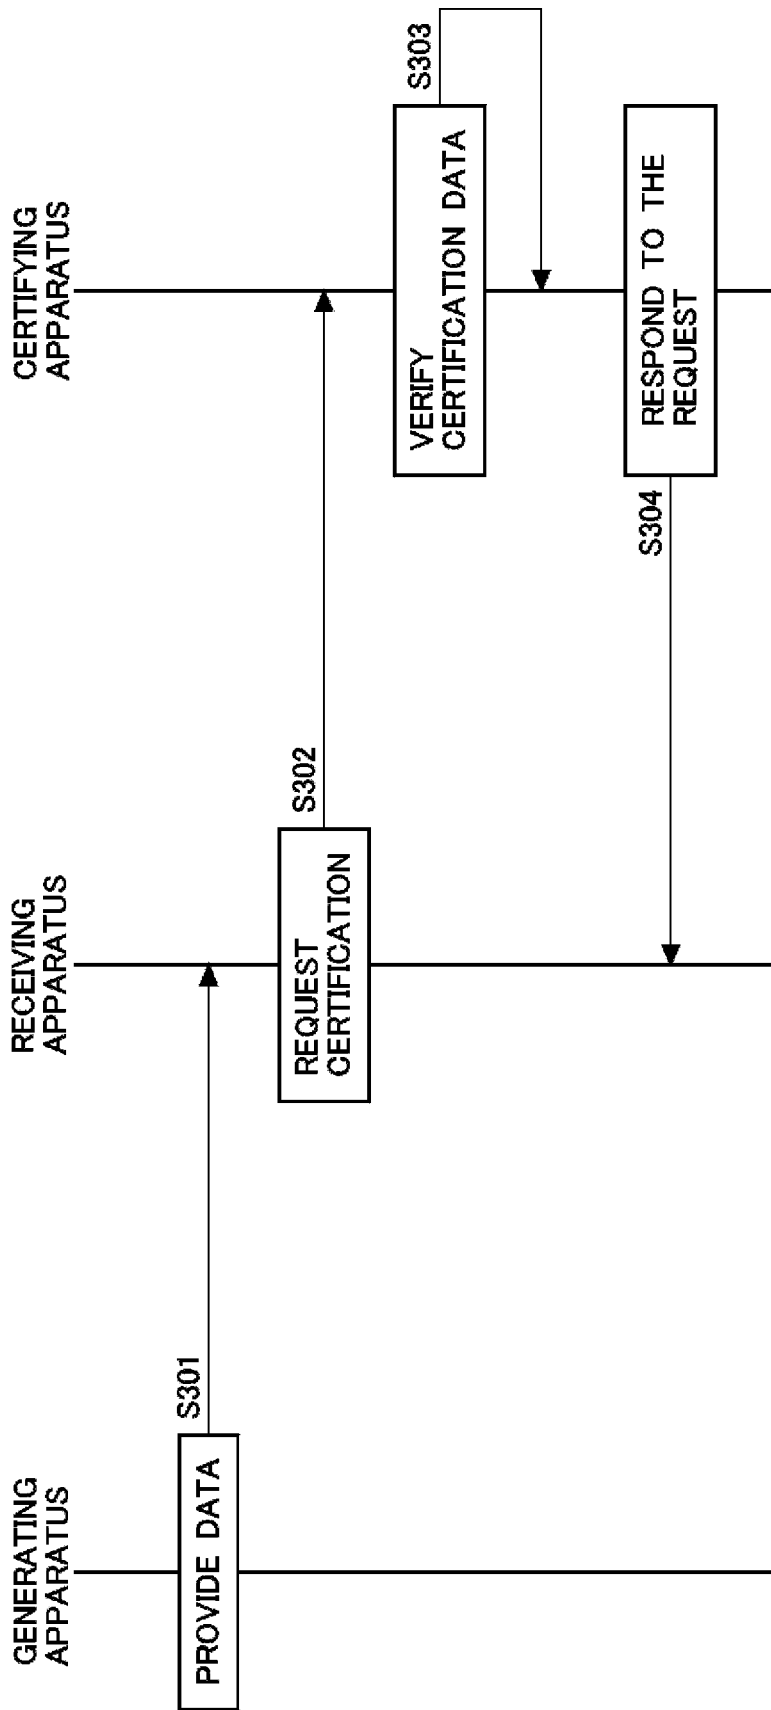 GENERATING
APPARATUS
RECEIVING
APPARATUS
CERTIFYING
APPARATUS
PROVIDE DATA
S301
REQUEST
CERTIFICATION
S302
VERIFY
CERTIFICATION DATA
S303
RESPOND TO THE
REQUEST
S304